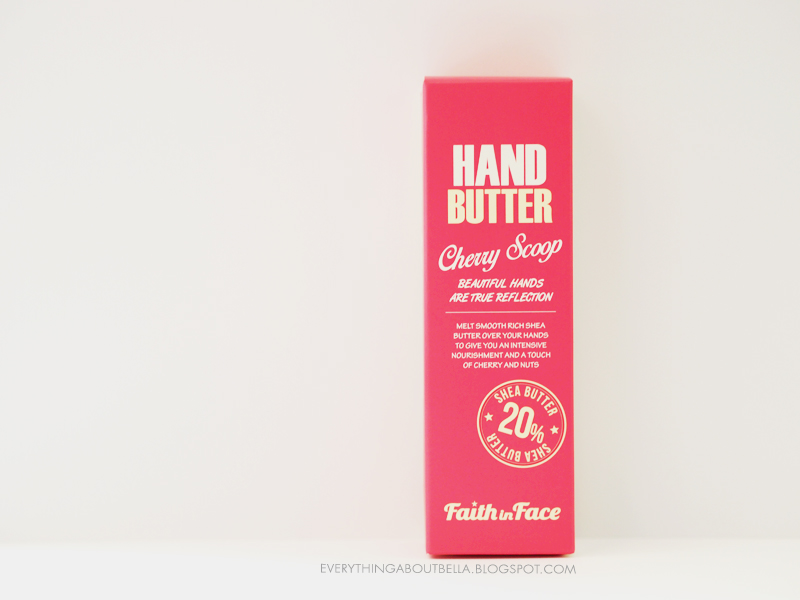 HAND
BUTTER
Cherry Scoop
BEAUTIFUL HANDS
ARE TRUE REFLECTION
MELT SMOOTH RICH SHEA
BUTTER OVER YOUR HANDS
TO GIVE YOU AN INTENSIVE
NOURISHMENT AND A TOUCH
OF CHERRY AND NUTS
SHEA BUTTER
20%
SHEA BUTTER
Faith in Face
EVERYTHINGABOUTBELLA.BLOGSPOT.COM